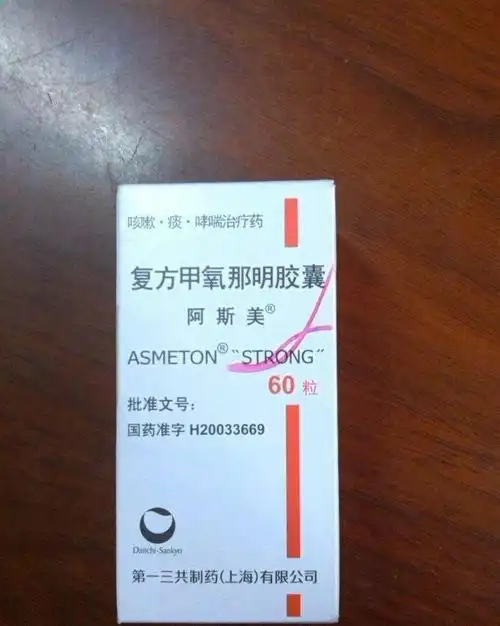 咳嗽·痰·哮喘治疗药
复方甲氧那明胶囊
阿斯美®
ASMETON® "STRONG"
60 粒
批准文号：
国药准字 H20033669
Daiichi-Sankyo
第一三共制药(上海)有限公司